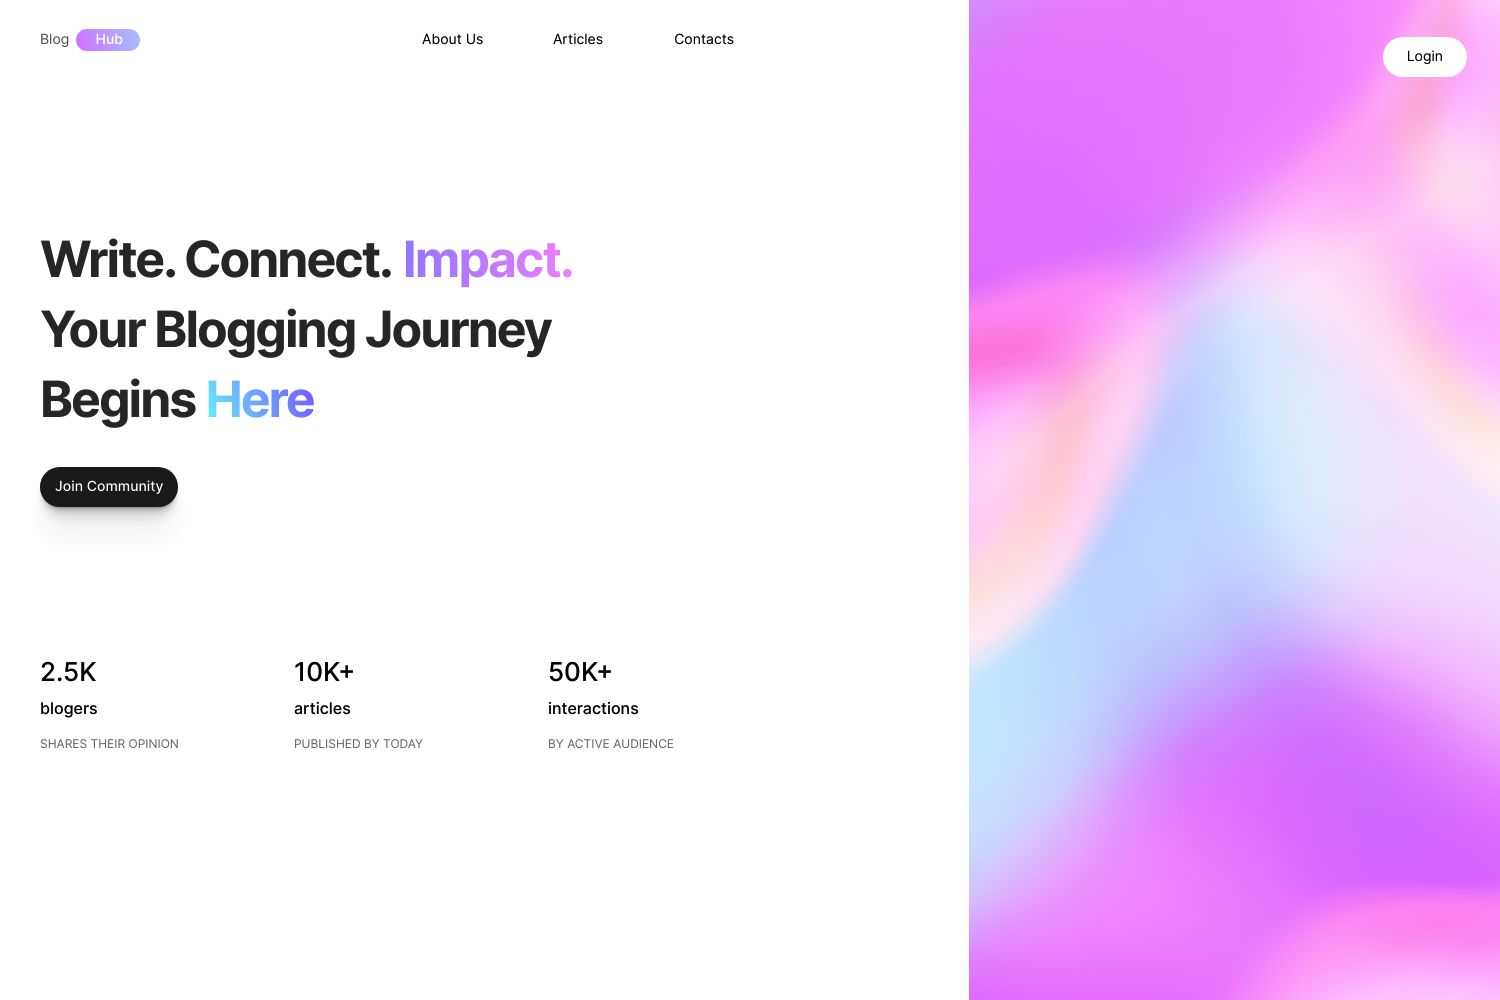 Blog Hub About Us Articles Contacts Login
Write. Connect. Impact.
Your Blogging Journey
Begins Here
Join Community
2.5K 10K+ 50K+
blogers articles interactions
SHARES THEIR OPINION PUBLISHED BY TODAY BY ACTIVE AUDIENCE